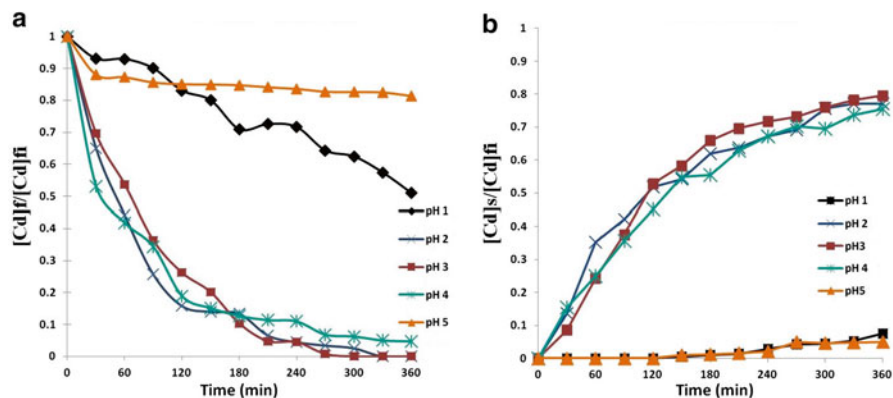 a
[Cd]f/[Cd]fi
1
0.9
0.8
0.7
0.6
0.5
0.4
0.3
0.2
0.1
0
0 60 120 180 240 300 360
Time (min)
pH 1
pH 2
pH 3
pH 4
pH 5
b
[Cd]s/[Cd]fi
1
0.9
0.8
0.7
0.6
0.5
0.4
0.3
0.2
0.1
0
0 60 120 180 240 300 360
Time (min)
pH 1
pH 2
pH3
pH 4
pH5